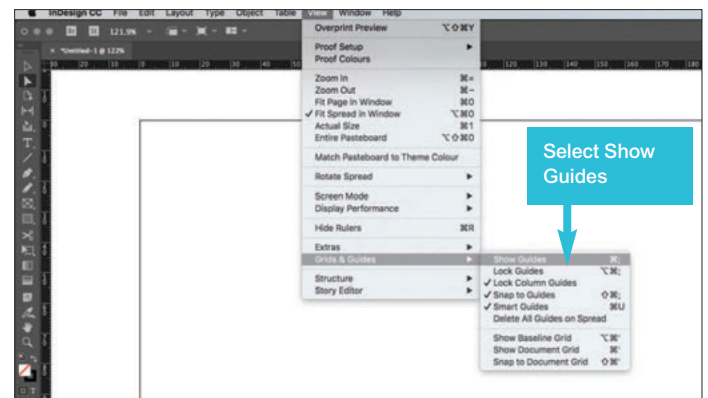 InDesign CC File Edit Layout Type Object Table View Window Help
121.9%
× *Untitled-1 @ 122%
Overprint Preview ⌥⇧⌘Y
Proof Setup ▶
Proof Colours
Zoom In ⌘=
Zoom Out ⌘-
Fit Page in Window ⌘0
✓ Fit Spread in Window ⌥⌘0
Actual Size ⌘1
Entire Pasteboard ⌥⇧⌘0
Match Pasteboard to Theme Colour
Rotate Spread ▶
Screen Mode ▶
Display Performance ▶
Hide Rulers ⌘R
Extras ▶
Grids & Guides ▶
Structure ▶
Story Editor ▶
Select Show
Guides
Show Guides ⌘;
Lock Guides ⌥⌘;
✓ Lock Column Guides
✓ Snap to Guides ⇧⌘;
✓ Smart Guides ⌘U
Delete All Guides on Spread
Show Baseline Grid ⌥⌘'
Show Document Grid ⌘'
Snap to Document Grid ⇧⌘'